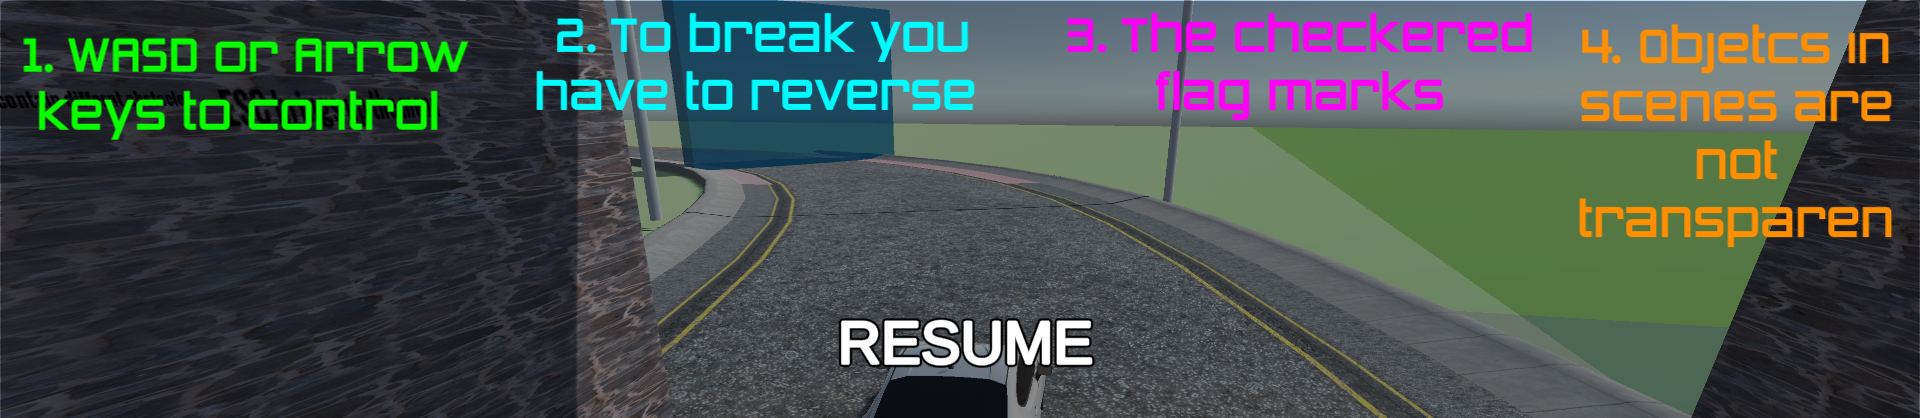 1. WASD or Arrow
keys to control
2. To break you
have to reverse
3. The checkered
flag marks
4. Objetcs in
scenes are
not
transparen
RESUME